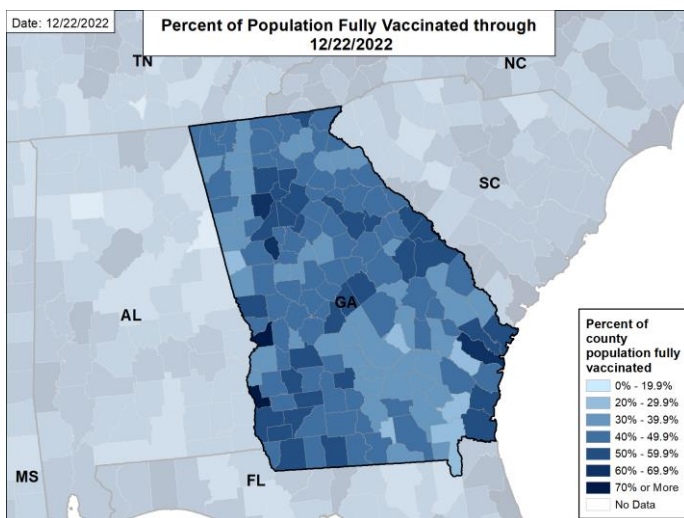 Date: 12/22/2022
Percent of Population Fully Vaccinated through
12/22/2022
TN
NC
SC
AL
GA
MS
FL
Percent of
county
population fully
vaccinated
0% - 19.9%
20% - 29.9%
30% - 39.9%
40% - 49.9%
50% - 59.9%
60% - 69.9%
70% or More
No Data